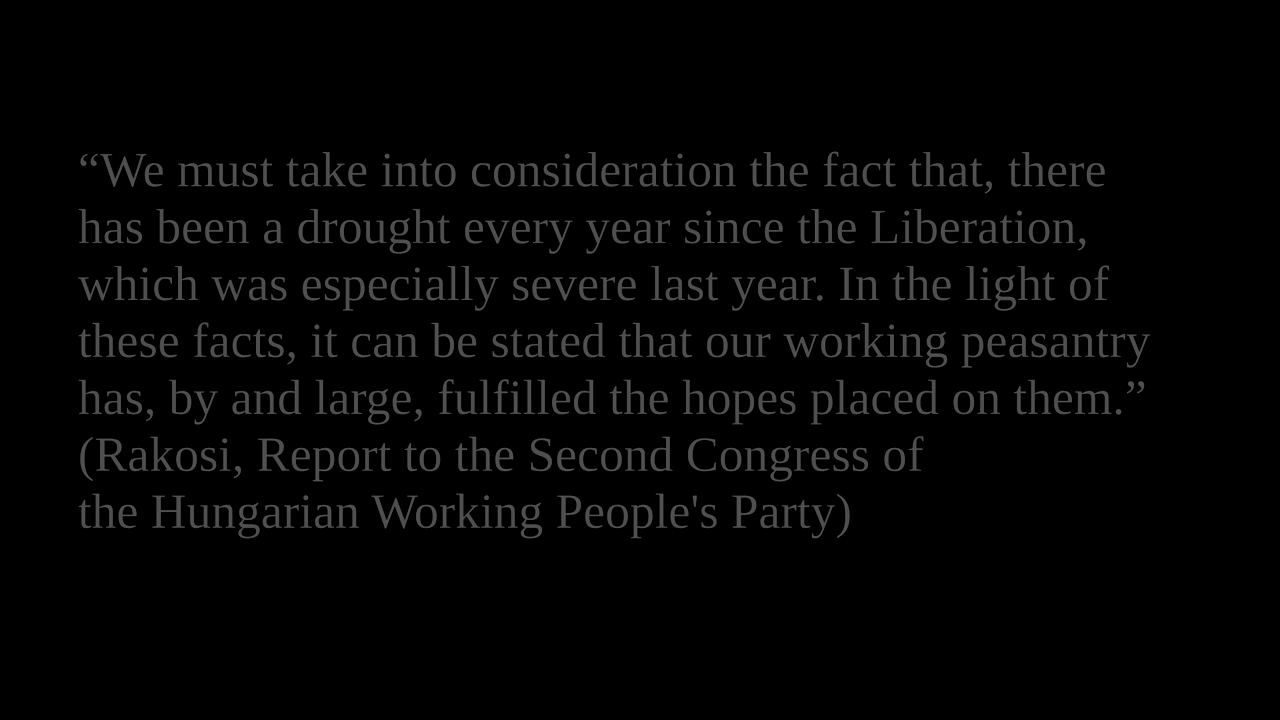 “We must take into consideration the fact that, there
has been a drought every year since the Liberation,
which was especially severe last year. In the light of
these facts, it can be stated that our working peasantry
has, by and large, fulfilled the hopes placed on them.”
(Rakosi, Report to the Second Congress of
the Hungarian Working People's Party)